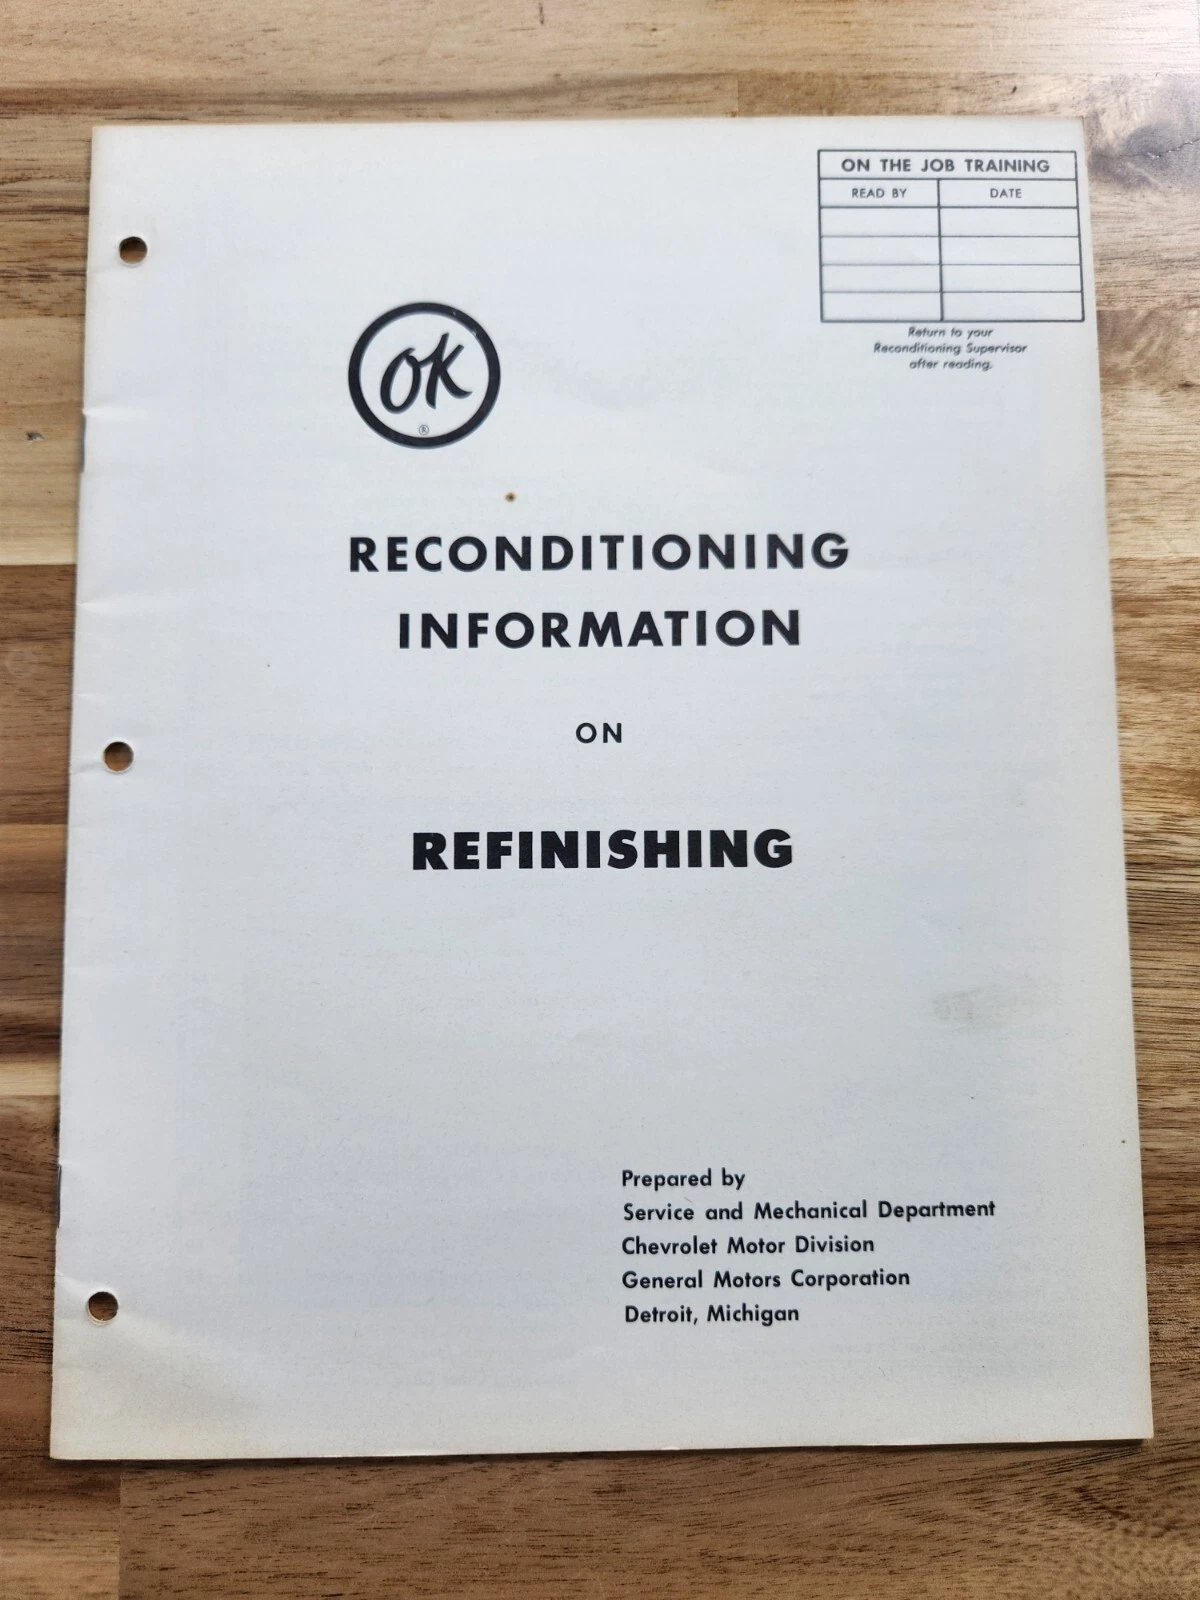 ON THE JOB TRAINING
READ BY DATE
Return to your
Reconditioning Supervisor
after reading.
OK
®
RECONDITIONING
INFORMATION
ON
REFINISHING
Prepared by
Service and Mechanical Department
Chevrolet Motor Division
General Motors Corporation
Detroit, Michigan